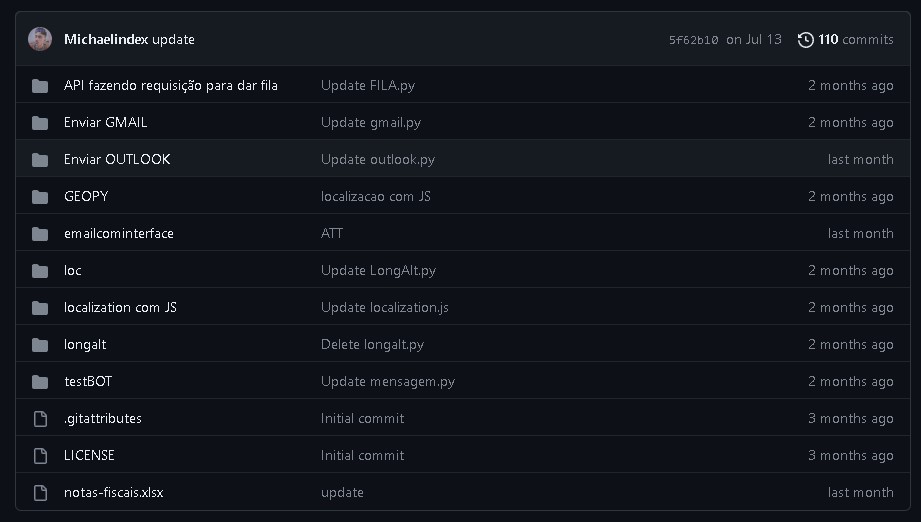 Michaelindex update 5f62b10 on Jul 13 110 commits
API fazendo requisição para dar fila Update FILA.py 2 months ago
Enviar GMAIL Update gmail.py 2 months ago
Enviar OUTLOOK Update outlook.py last month
GEOPY localizacao com JS 2 months ago
emailcominterface ATT last month
loc Update LongAlt.py 2 months ago
localization com JS Update localization.js 2 months ago
longalt Delete longalt.py 2 months ago
testBOT Update mensagem.py 2 months ago
.gitattributes Initial commit 3 months ago
LICENSE Initial commit 3 months ago
notas-fiscais.xlsx update last month